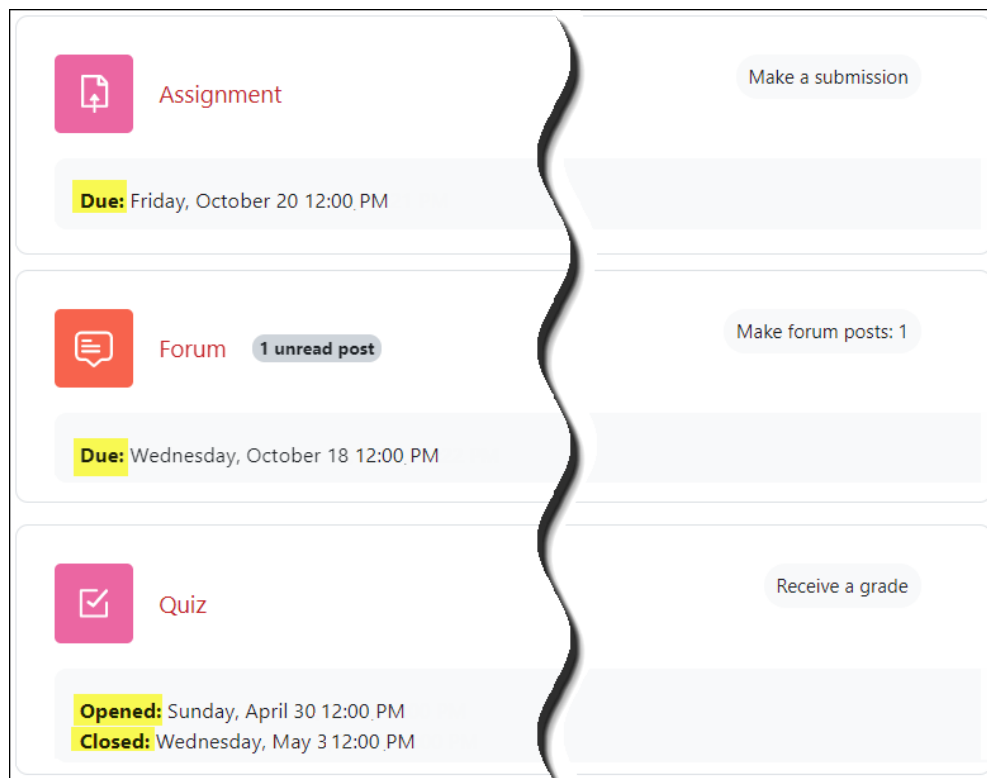 Assignment
Make a submission
Due: Friday, October 20 12:00 PM
Forum 1 unread post
Make forum posts: 1
Due: Wednesday, October 18 12:00 PM
Quiz
Receive a grade
Opened: Sunday, April 30 12:00 PM
Closed: Wednesday, May 3 12:00 PM